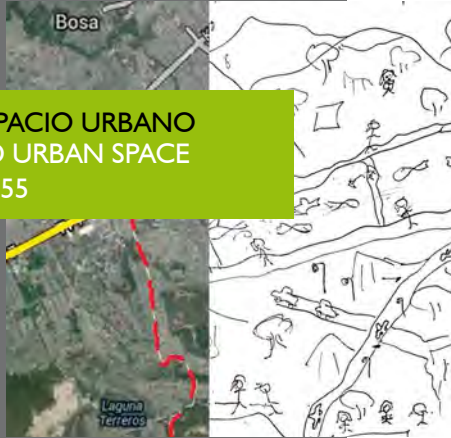 Bosa
PACIO URBANO
O URBAN SPACE
55
Laguna
Terreros